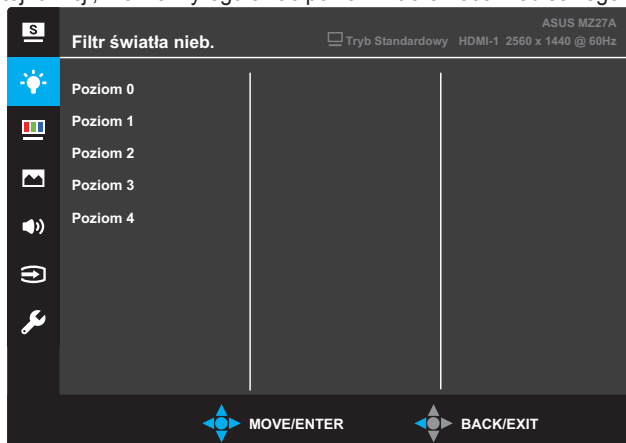 S
ASUS MZ27A
Filtr światła nieb.
Tryb Standardowy HDMI-1 2560 x 1440 @ 60Hz
Poziom 0
Poziom 1
Poziom 2
Poziom 3
Poziom 4
MOVE/ENTER
BACK/EXIT